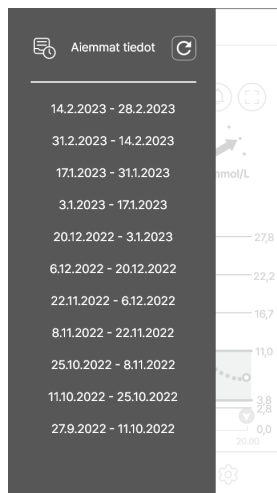 Aiemmat tiedot
14.2.2023 - 28.2.2023
31.2.2023 - 14.2.2023
17.1.2023 - 31.1.2023
3.1.2023 - 17.1.2023
20.12.2022 - 3.1.2023
6.12.2022 - 20.12.2022
22.11.2022 - 6.12.2022
8.11.2022 - 22.11.2022
25.10.2022 - 8.11.2022
11.10.2022 - 25.10.2022
27.9.2022 - 11.10.2022
mmol/L
27,8
22,2
16,7
11,0
3,8
2,8
0,0
20.00